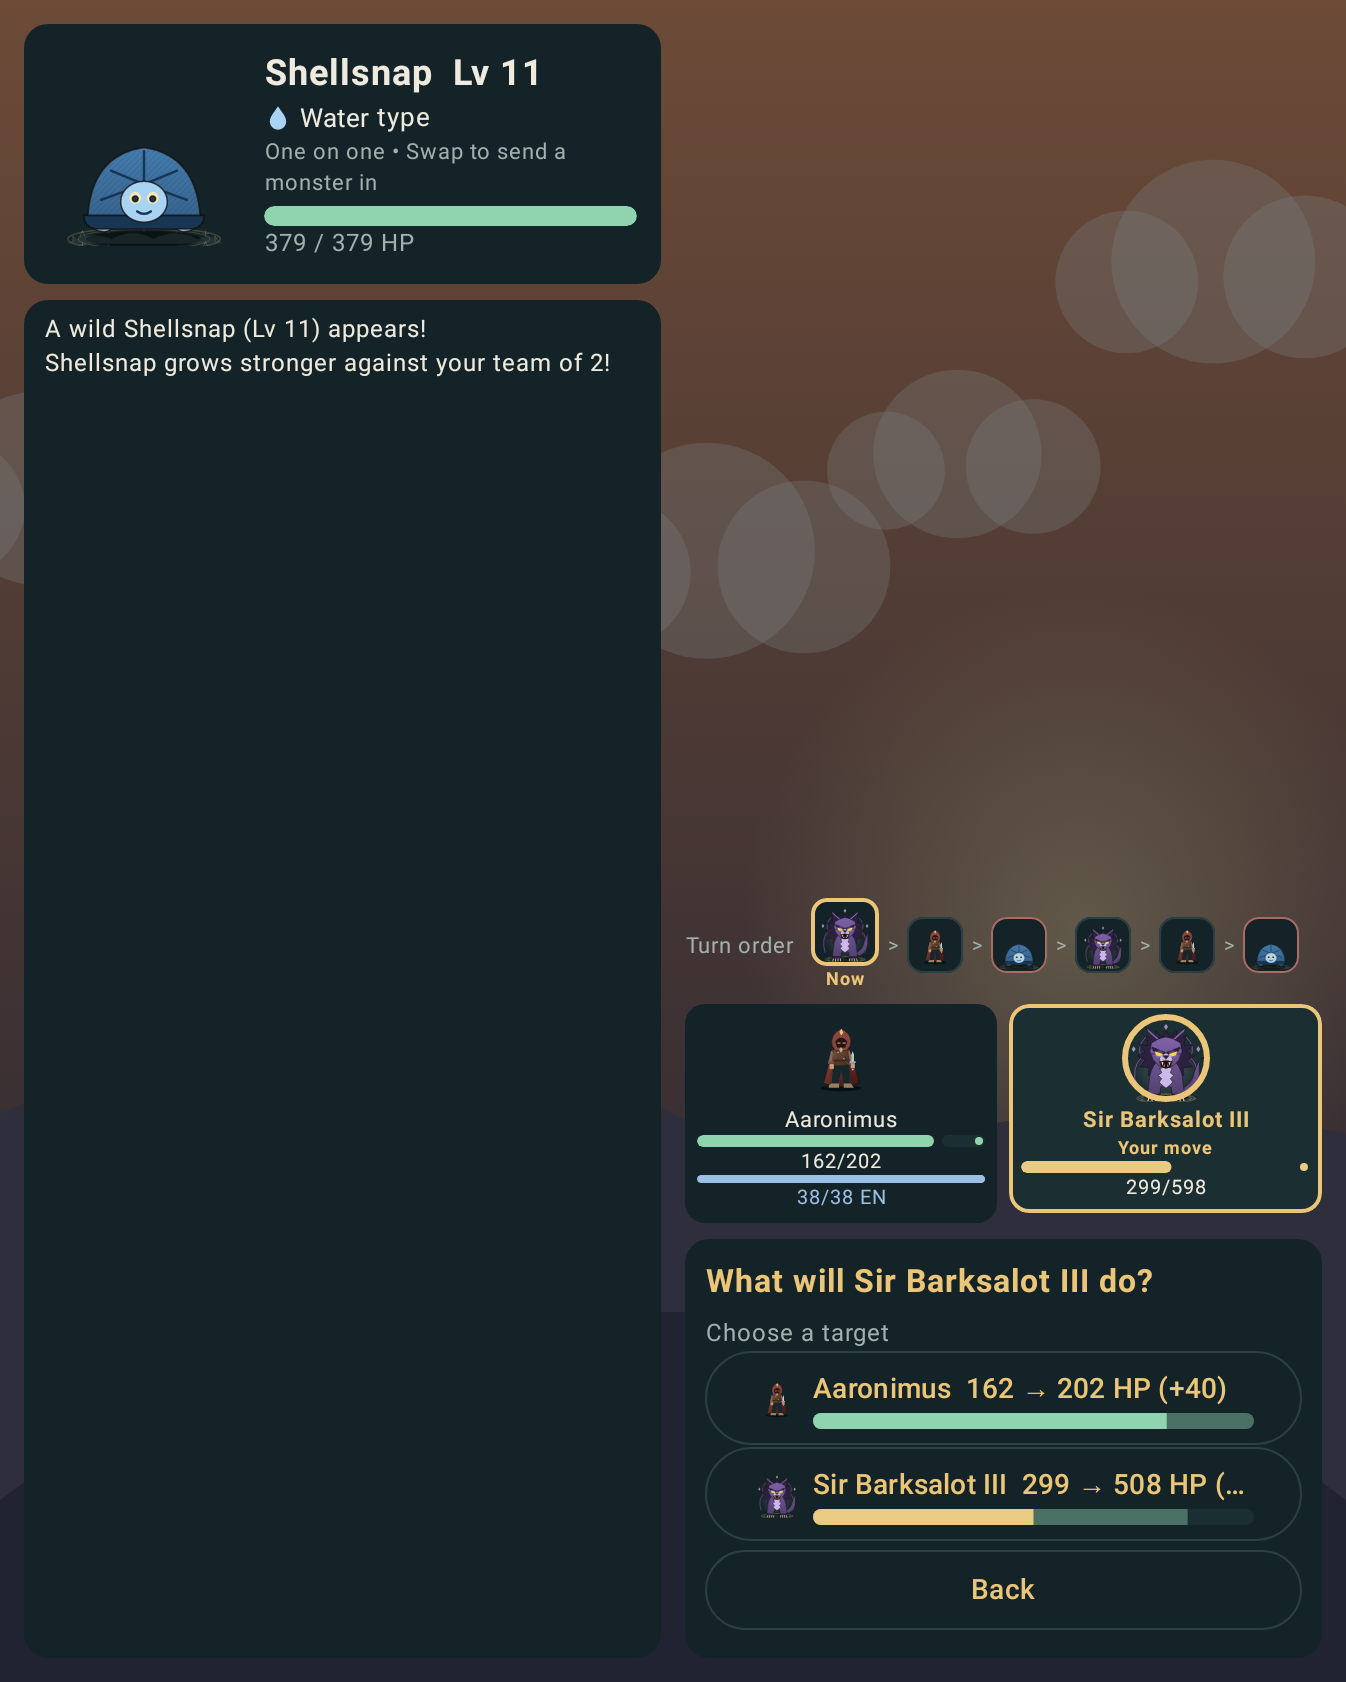 Shellsnap Lv 11
Water type
One on one • Swap to send a
monster in
379 / 379 HP
A wild Shellsnap (Lv 11) appears!
Shellsnap grows stronger against your team of 2!
Turn order
>
>
>
>
>
Now
Aaronimus
162/202
38/38 EN
Sir Barksalot III
Your move
299/598
What will Sir Barksalot III do?
Choose a target
Aaronimus 162 → 202 HP (+40)
Sir Barksalot III 299 → 508 HP (…
Back